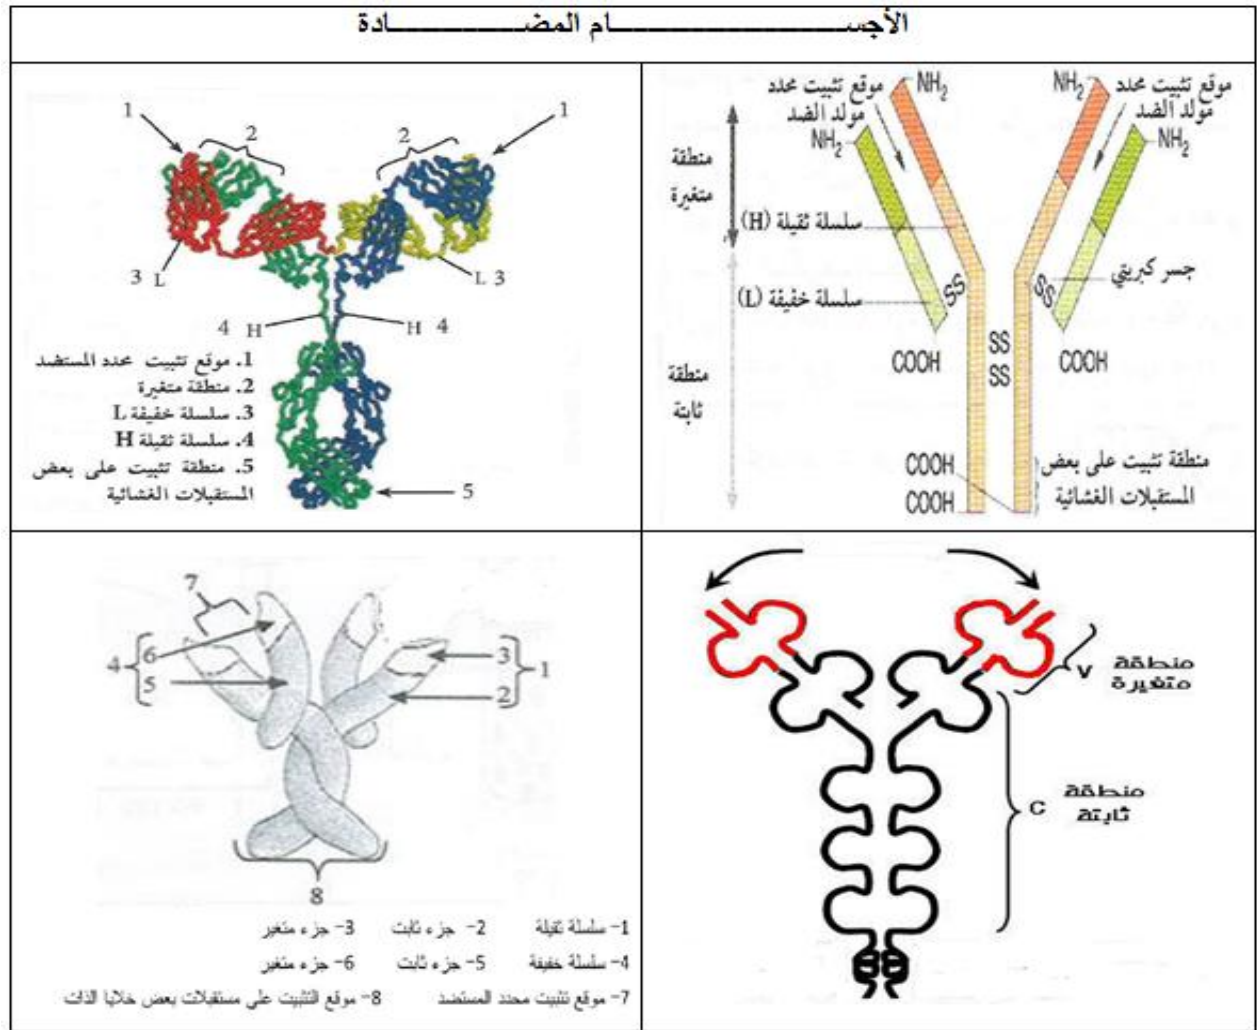 الأجســـــام المضـــــادة
موقع تثبيت محدد
مولد الضد
NH2
NH2
موقع تثبيت محدد
مولد الضد
NH2
NH2
منطقة
متغيرة
سلسلة ثقيلة (H)
جسر كبريتي
سلسلة خفيفة (L)
SS
SS
SS
SS
COOH
COOH
منطقة
ثابتة
COOH
COOH
منطقة تثبيت على بعض
المستقبلات الغشائية
1
2
2
1
3 L
L 3
4 H
H 4
5
1. موقع تثبيت محدد المستضد
2. منطقة متغيرة
3. سلسلة خفيفة L
4. سلسلة ثقيلة H
5. منطقة تثبيت على بعض
المستقبلات الغشائية
V
منطقة
متغيرة
C
منطقة
ثابتة
7
4
6
5
3
2
1
8
1- سلسلة ثقيلة 2- جزء ثابت 3- جزء متغير
4- سلسلة خفيفة 5- جزء ثابت 6- جزء متغير
7- موقع تثبيت محدد المستضد 8- موقع التثبيت على مستقبلات بعض خلايا الذات